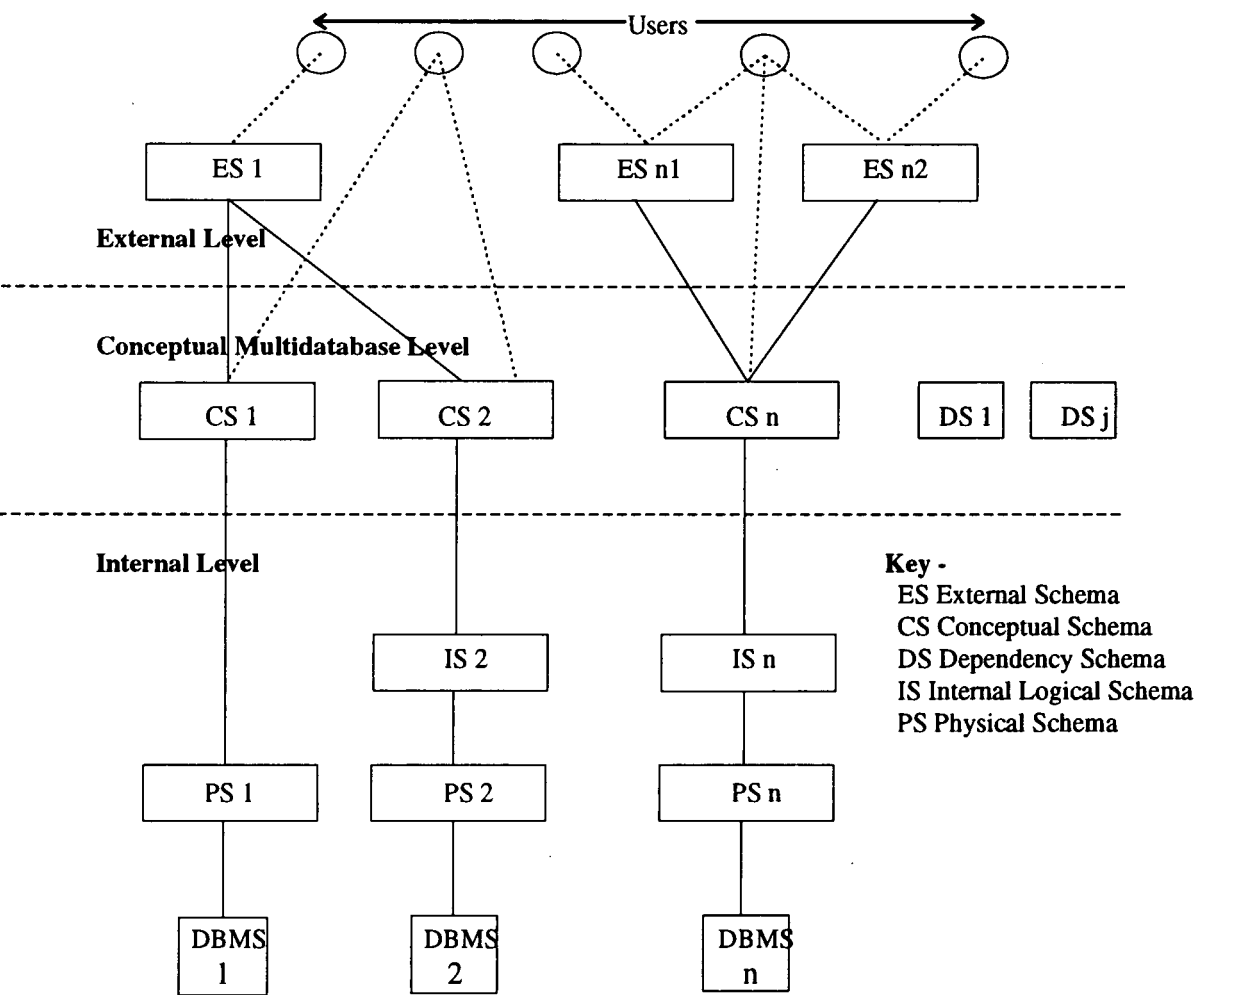 Users
ES 1
ES n1
ES n2
External Level
Conceptual Multidatabase Level
CS 1
CS 2
CS n
DS 1
DS j
Internal Level
Key -
ES External Schema
CS Conceptual Schema
DS Dependency Schema
IS Internal Logical Schema
PS Physical Schema
IS 2
IS n
PS 1
PS 2
PS n
DBMS
1
DBMS
2
DBMS
n